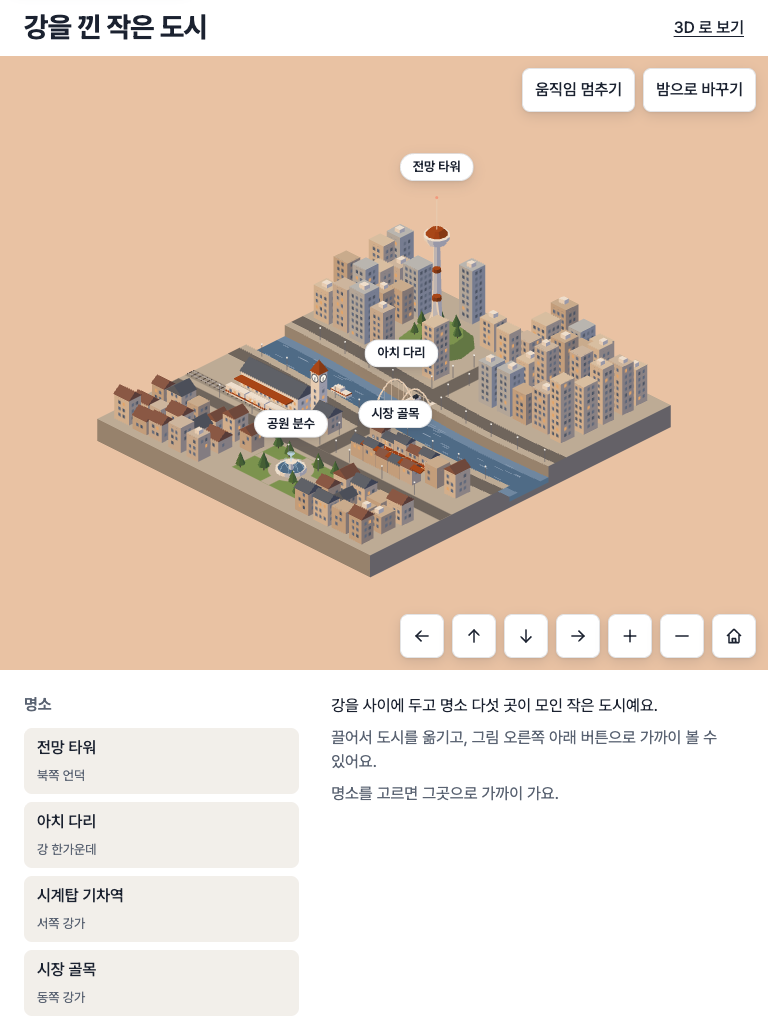 강을 낀 작은 도시
3D 로 보기
움직임 멈추기
밤으로 바꾸기
전망 타워
아치 다리
시장 골목
공원 분수
명소
전망 타워
북쪽 언덕
아치 다리
강 한가운데
시계탑 기차역
서쪽 강가
시장 골목
동쪽 강가
강을 사이에 두고 명소 다섯 곳이 모인 작은 도시예요.
끌어서 도시를 옮기고, 그림 오른쪽 아래 버튼으로 가까이 볼 수
있어요.
명소를 고르면 그곳으로 가까이 가요.